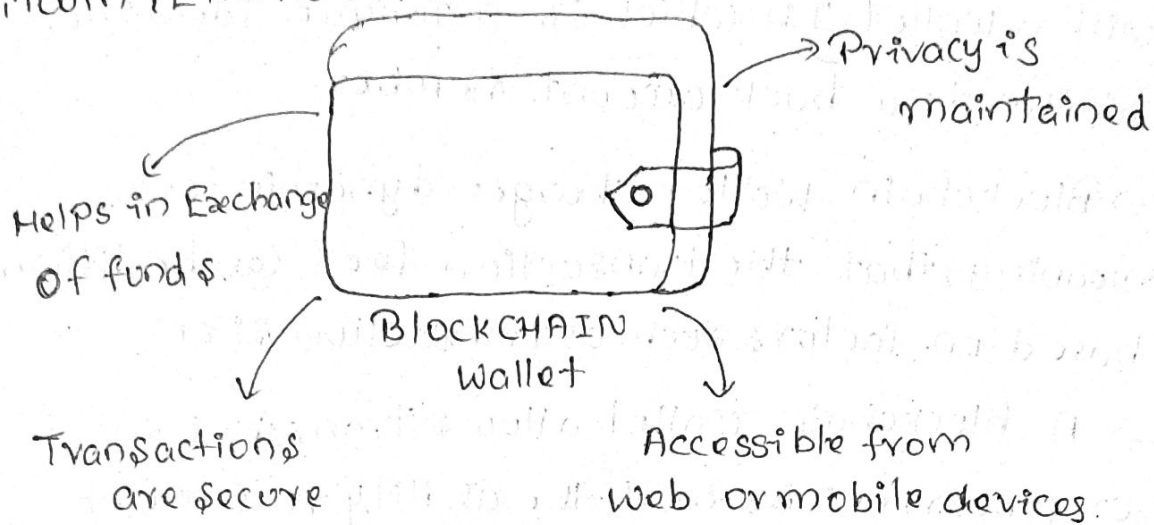 Privacy is
maintained
Helps in Exchange
of funds.
BLOCKCHAIN
wallet
Transactions
are secure
Accessible from
web or mobile devices.